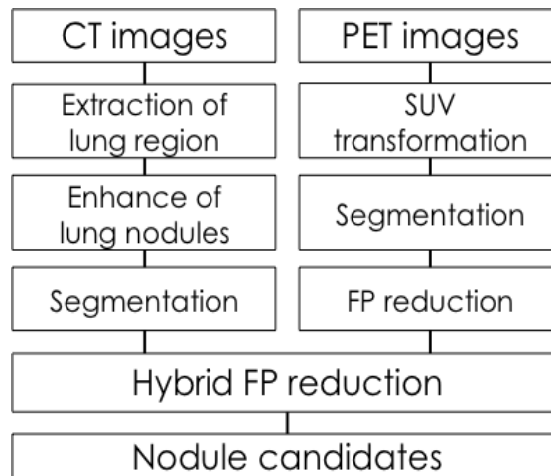 CT images
Extraction of
lung region
Enhance of
lung nodules
Segmentation
PET images
SUV
transformation
Segmentation
FP reduction
Hybrid FP reduction
Nodule candidates